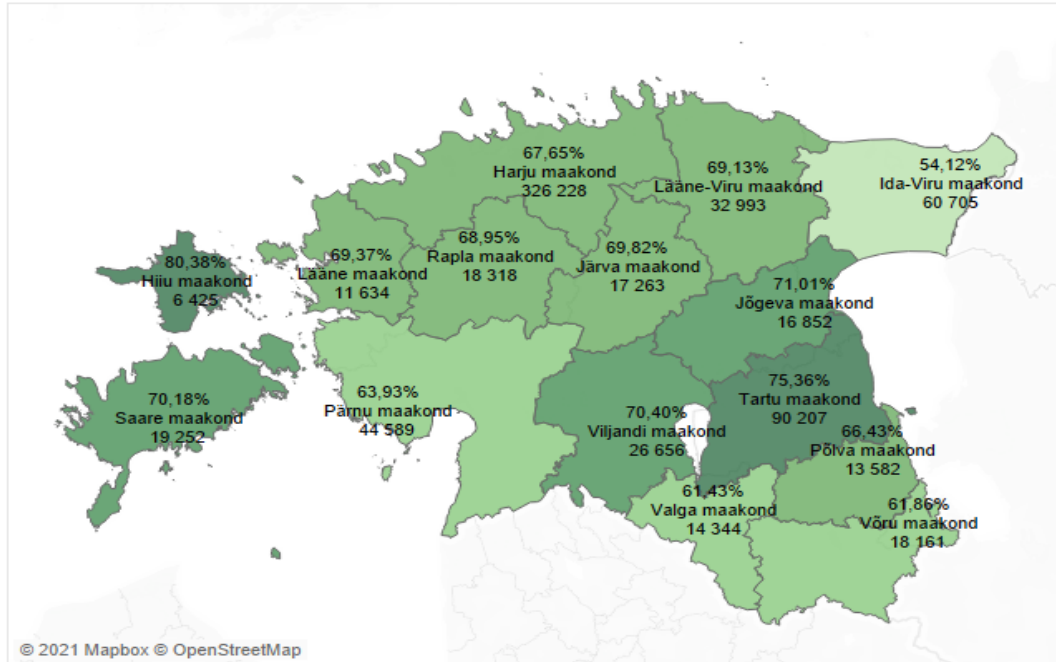 67,65%
Harju maakond
326 228
69,13%
Lääne-Viru maakond
32 993
54,12%
Ida-Viru maakond
60 705
80,38%
Hiiu maakond
6 425
69,37%
Lääne maakond
11 634
68,95%
Rapla maakond
18 318
69,82%
Järva maakond
17 263
71,01%
Jõgeva maakond
16 852
70,18%
Saare maakond
19 252
63,93%
Pärnu maakond
44 589
70,40%
Viljandi maakond
26 656
75,36%
Tartu maakond
90 207
66,43%
Põlva maakond
13 582
61,43%
Valga maakond
14 344
61,86%
Võru maakond
18 161
© 2021 Mapbox © OpenStreetMap